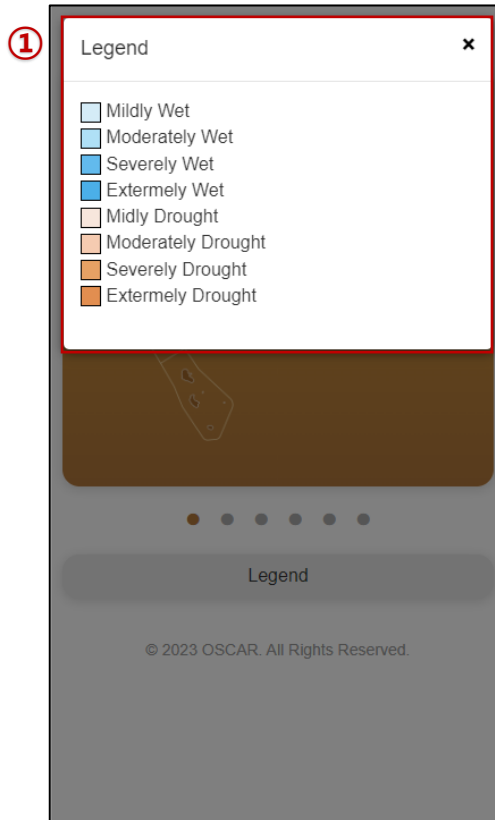 ①
Legend ×
Mildly Wet
Moderately Wet
Severely Wet
Extermely Wet
Midly Drought
Moderately Drought
Severely Drought
Extermely Drought
Legend
© 2023 OSCAR. All Rights Reserved.